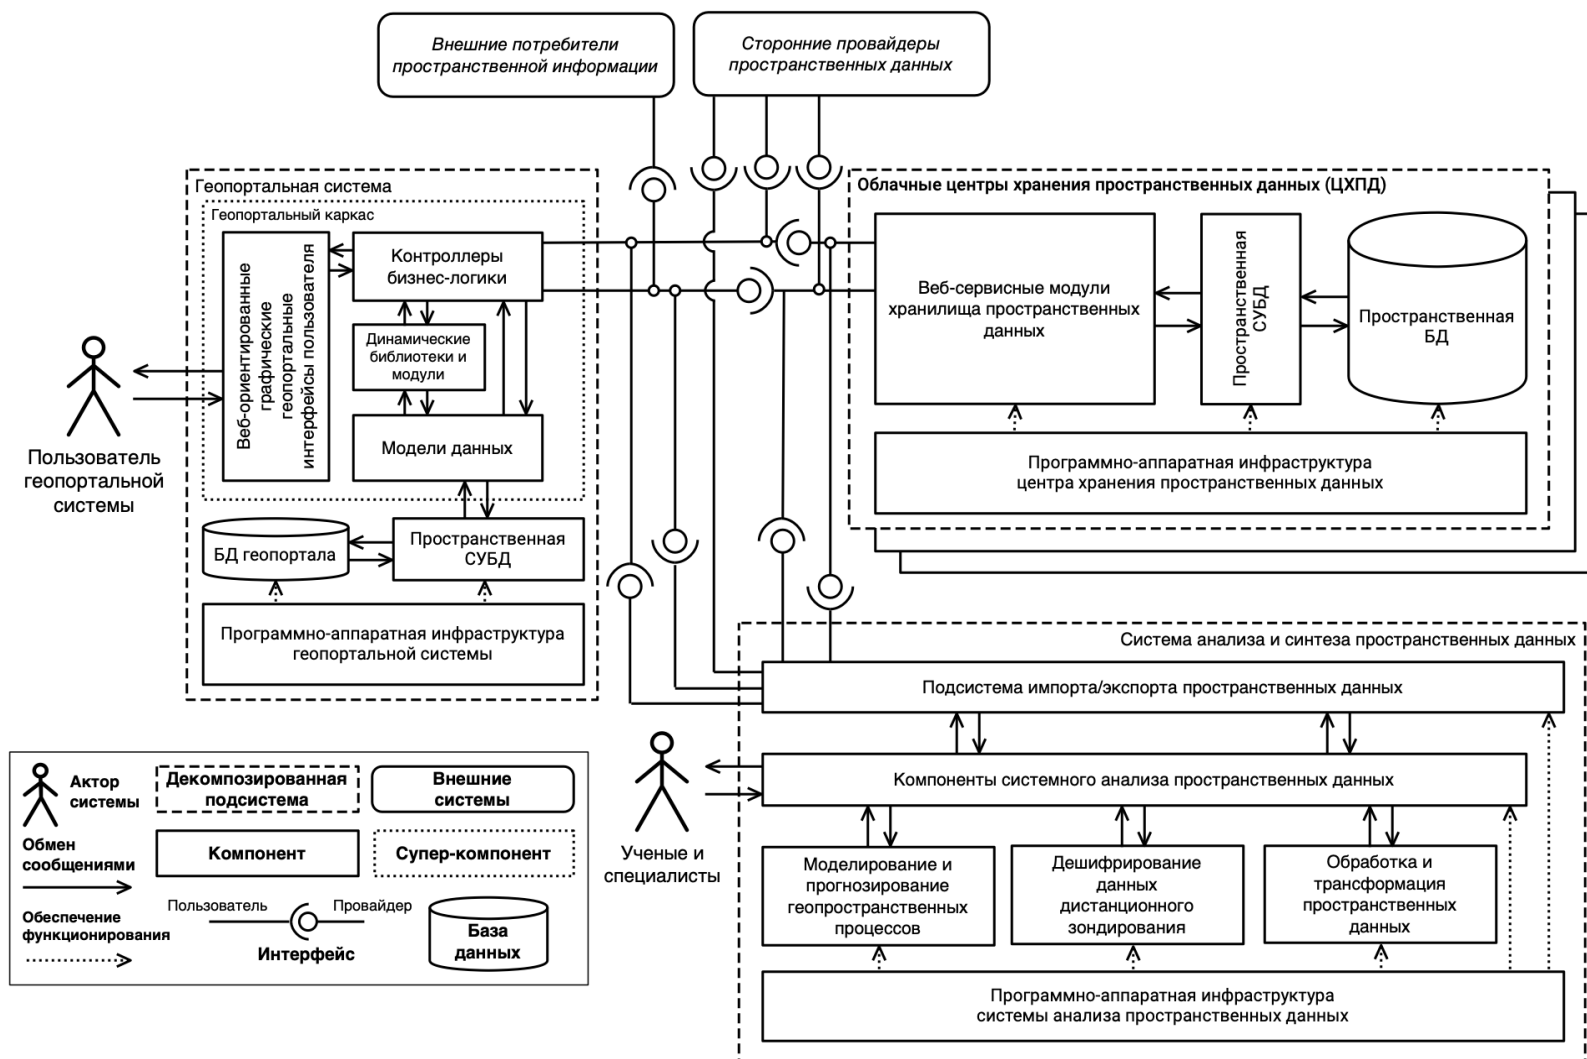 Внешние потребители
пространственной информации
Сторонние провайдеры
пространственных данных
Геопортальная система
Геопортальный каркас
Веб-ориентированные
графические
геопортальные
интерфейсы пользователя
Контроллеры
бизнес-логики
Динамические
библиотеки и
модули
Модели данных
Пользователь
геопортальной
системы
БД геопортала
Пространственная
СУБД
Программно-аппаратная инфраструктура
геопортальной системы
Облачные центры хранения пространственных данных (ЦХПД)
Веб-сервисные модули
хранилища пространственных
данных
Пространственная
СУБД
Пространственная
БД
Программно-аппаратная инфраструктура
центра хранения пространственных данных
Система анализа и синтеза пространственных данных
Подсистема импорта/экспорта пространственных данных
Компоненты системного анализа пространственных данных
Ученые и
специалисты
Моделирование и
прогнозирование
геопространственных
процессов
Дешифрирование
данных
дистанционного
зондирования
Обработка и
трансформация
пространственных
данных
Программно-аппаратная инфраструктура
системы анализа пространственных данных
Актор
системы
Декомпозированная
подсистема
Внешние
системы
Обмен
сообщениями
Компонент
Супер-компонент
Обеспечение
функционирования
Пользователь
Провайдер
Интерфейс
База
данных